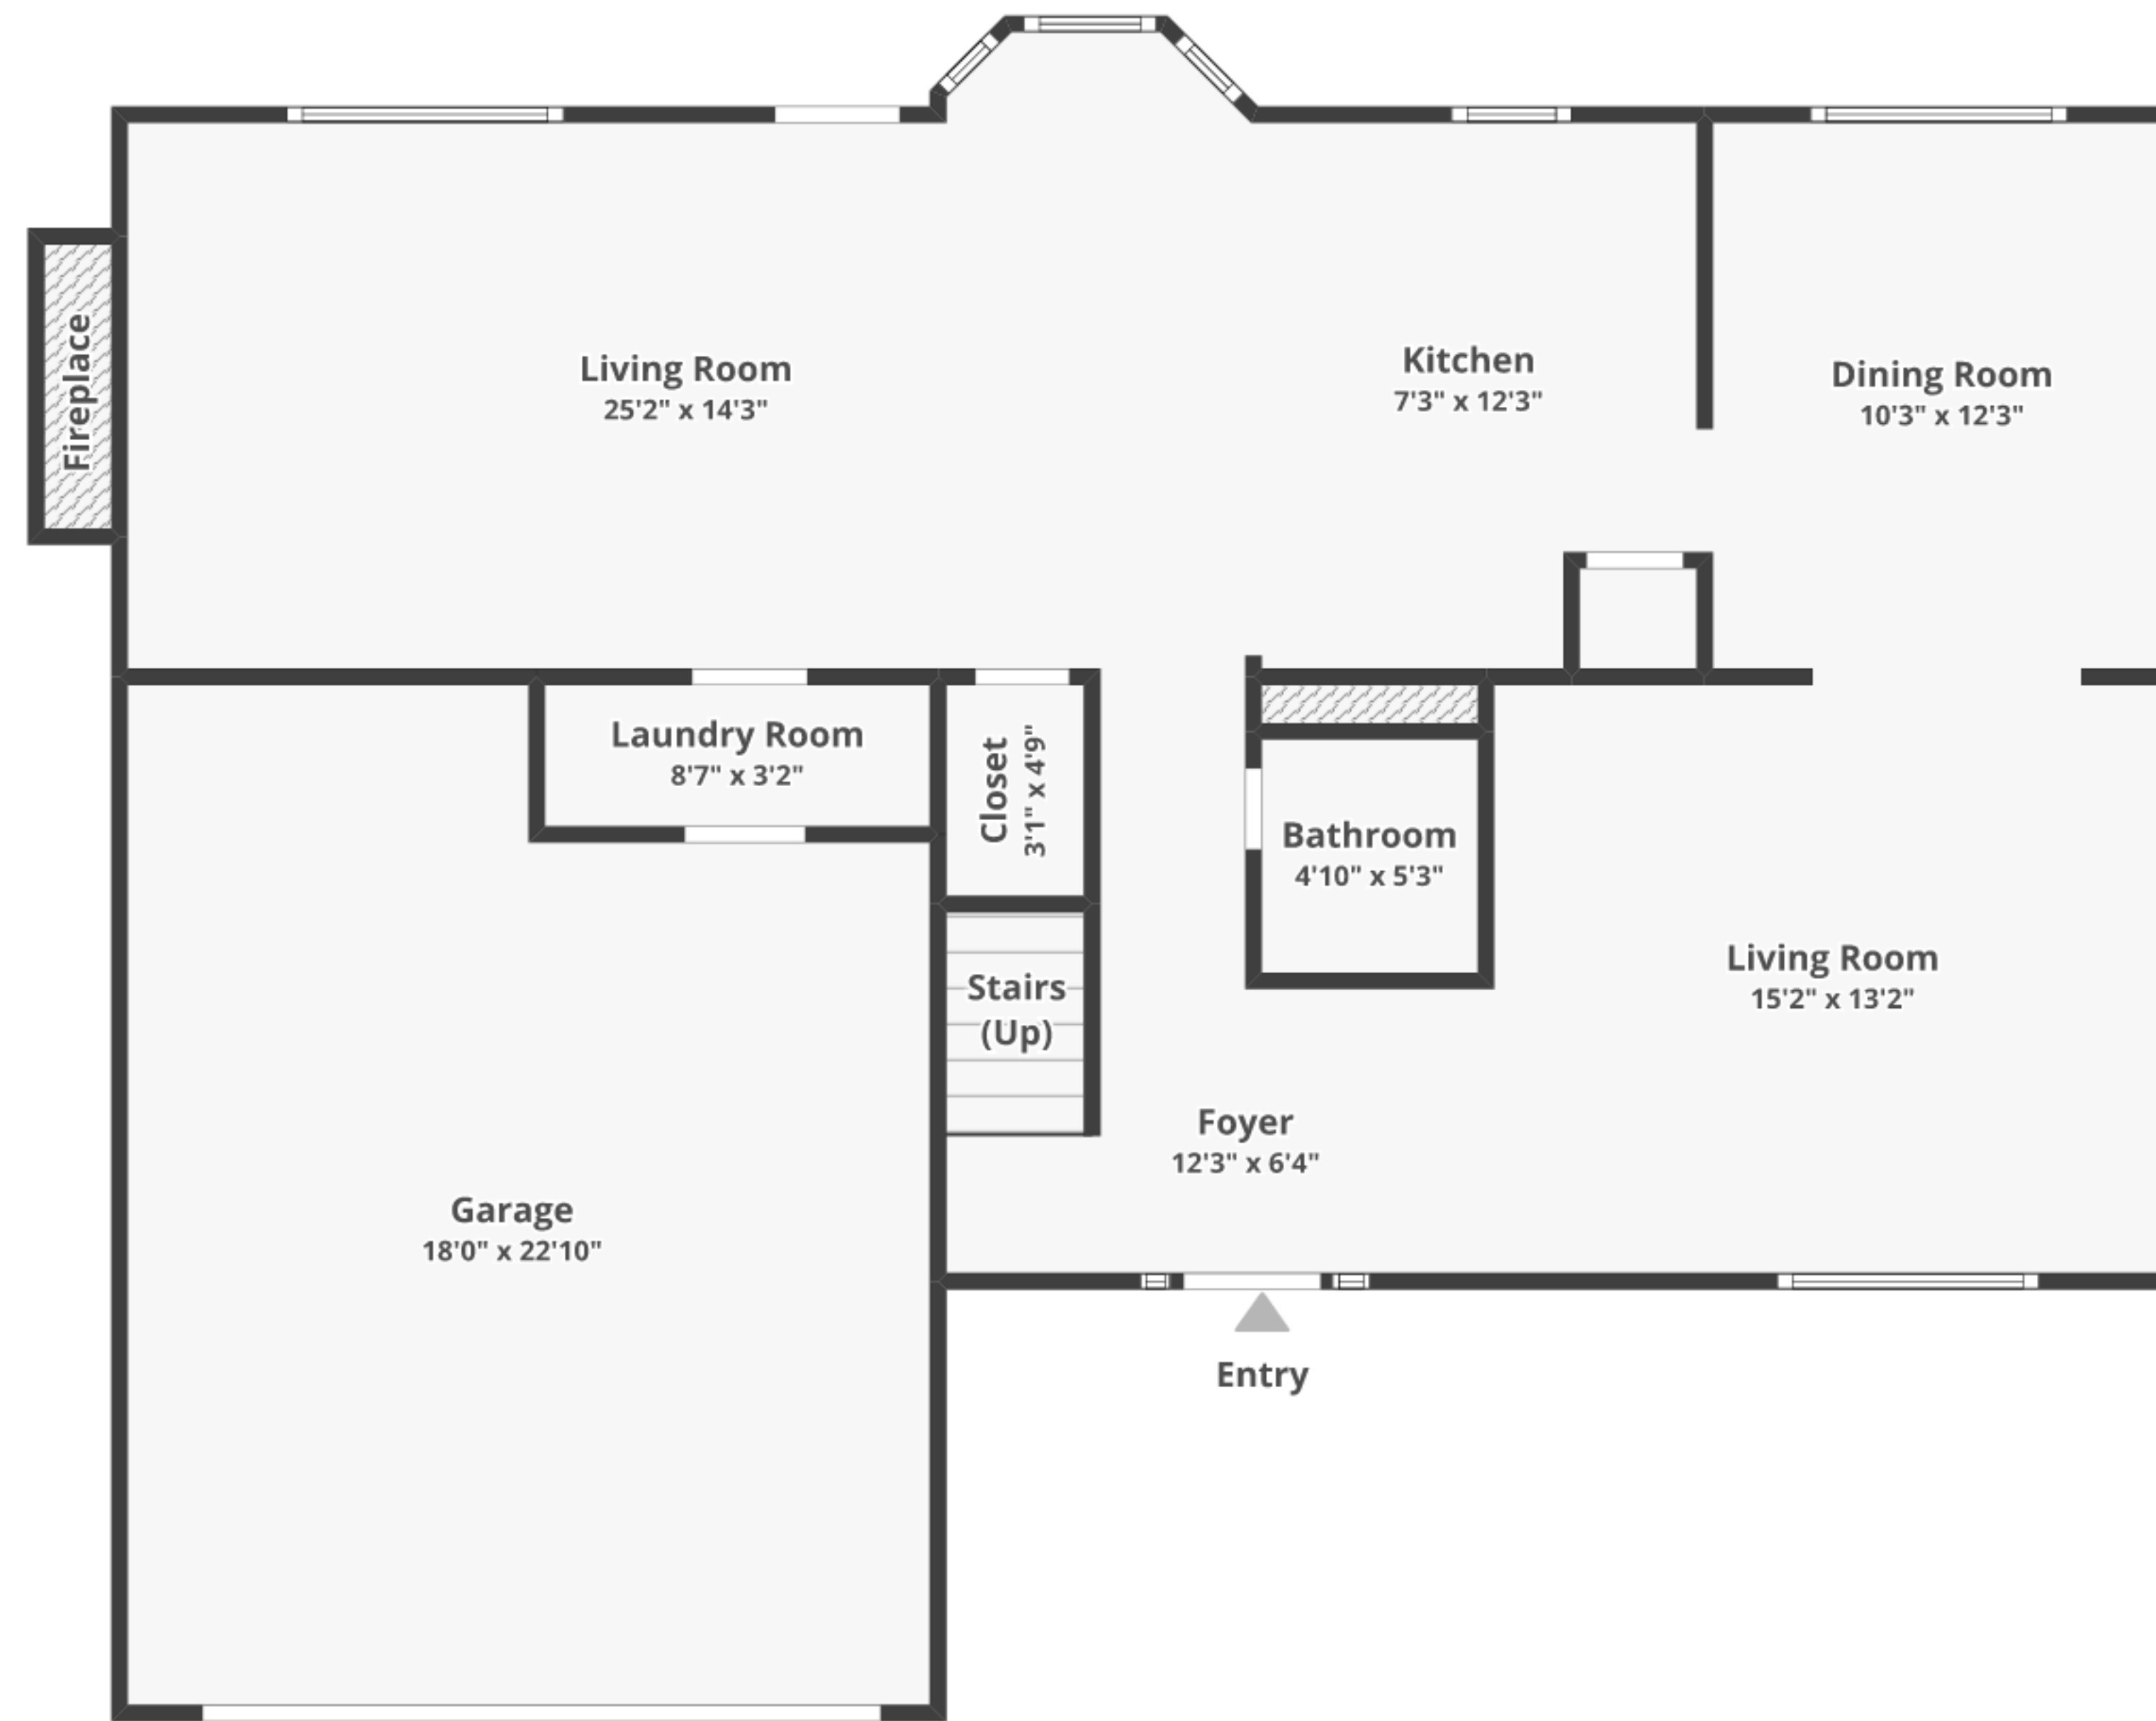 Living Room
25'2" x 14'3"
Kitchen
7'3" x 12'3"
Dining Room
10'3" x 12'3"
Fireplace
Laundry Room
8'7" x 3'2"
Closet
3'1" x 4'9"
Bathroom
4'10" x 5'3"
Stairs
(Up)
Living Room
15'2" x 13'2"
Foyer
12'3" x 6'4"
Garage
18'0" x 22'10"
Entry